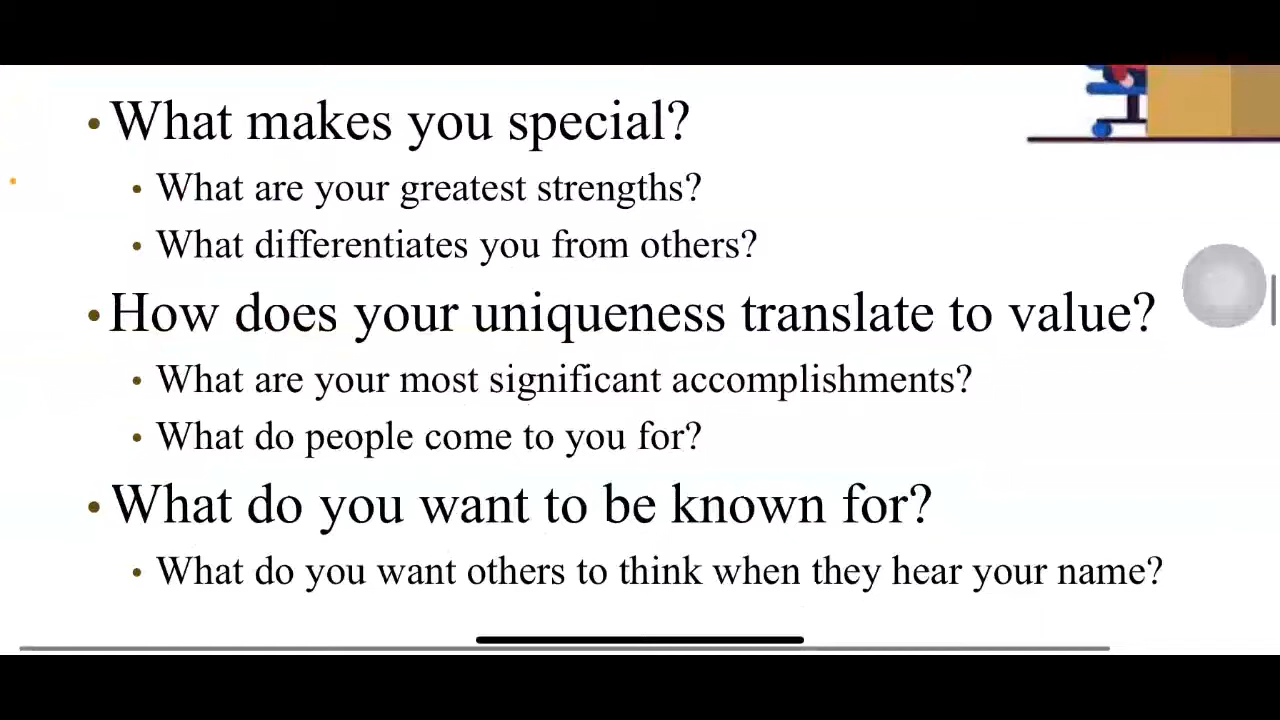 • What makes you special?
• What are your greatest strengths?
• What differentiates you from others?
• How does your uniqueness translate to value?
• What are your most significant accomplishments?
• What do people come to you for?
• What do you want to be known for?
• What do you want others to think when they hear your name?